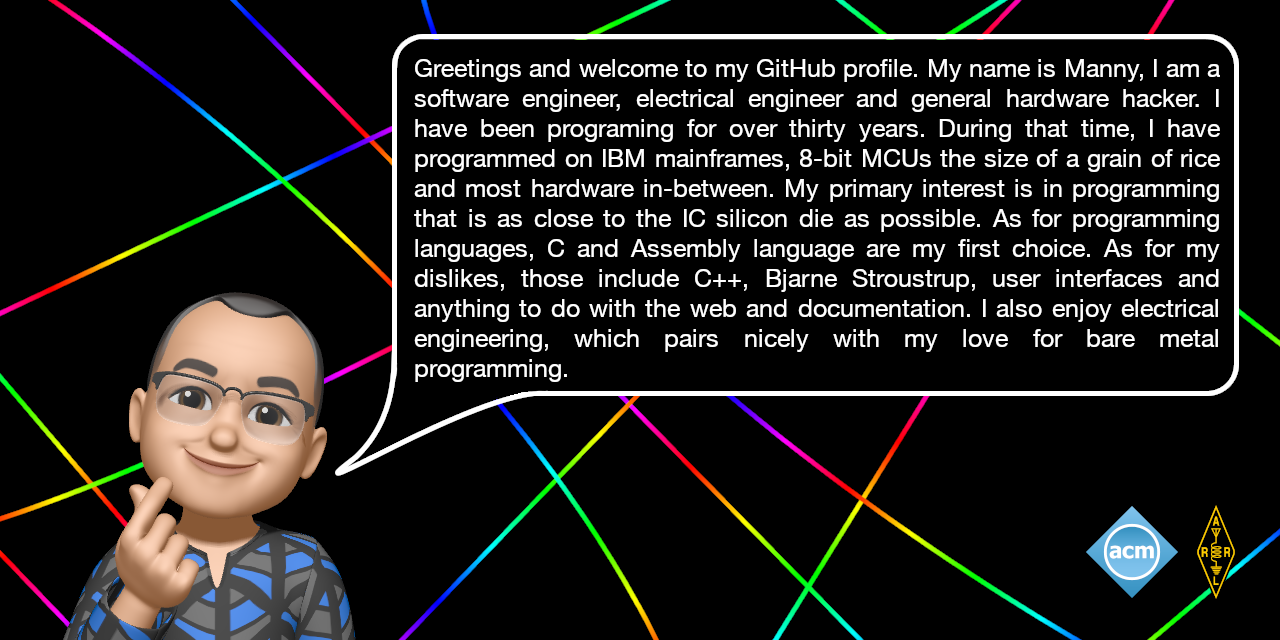 Greetings and welcome to my GitHub profile. My name is Manny, I am a
software engineer, electrical engineer and general hardware hacker. I
have been programing for over thirty years. During that time, I have
programmed on IBM mainframes, 8-bit MCUs the size of a grain of rice
and most hardware in-between. My primary interest is in programming
that is as close to the IC silicon die as possible. As for programming
languages, C and Assembly language are my first choice. As for my
dislikes, those include C++, Bjarne Stroustrup, user interfaces and
anything to do with the web and documentation. I also enjoy electrical
engineering, which pairs nicely with my love for bare metal
programming.
acm
A
R R
L